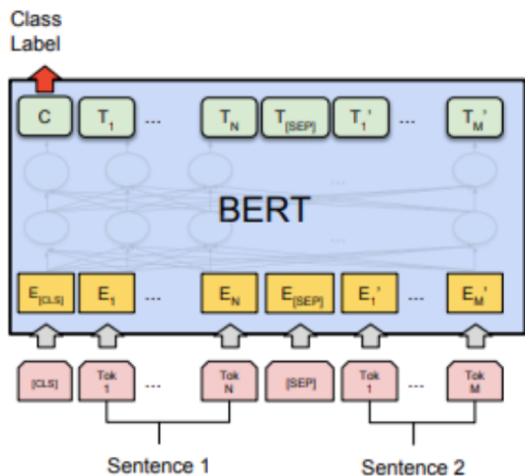 Class
Label
C T1 ... TN T[SEP] T1' ... TM'
...
BERT
...
E[CLS] E1 ... EN E[SEP] E1' ... EM'
[CLS] Tok 1 ... Tok N [SEP] Tok 1 ... Tok M
Sentence 1 Sentence 2